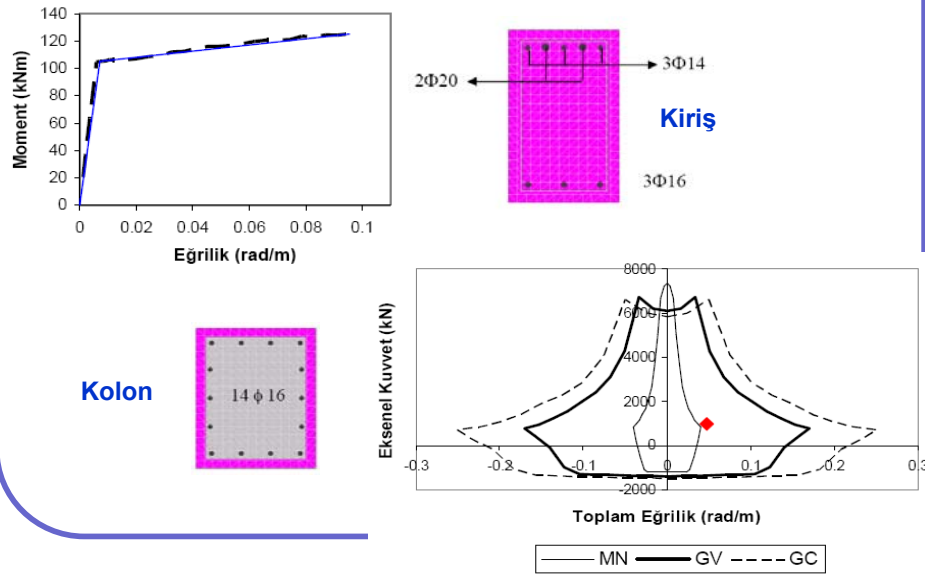 140
120
100
80
60
40
20
0
Moment (kNm)
0 0.02 0.04 0.06 0.08 0.1
Eğrilik (rad/m)
2Φ20
3Φ14
Kiriş
3Φ16
Kolon
14 ϕ 16
8000
6000
4000
2000
0
-2000
Eksenel Kuvvet (kN)
-0.3 -0.2 -0.1 0 0.1 0.2 0.3
Toplam Eğrilik (rad/m)
MN GV GC